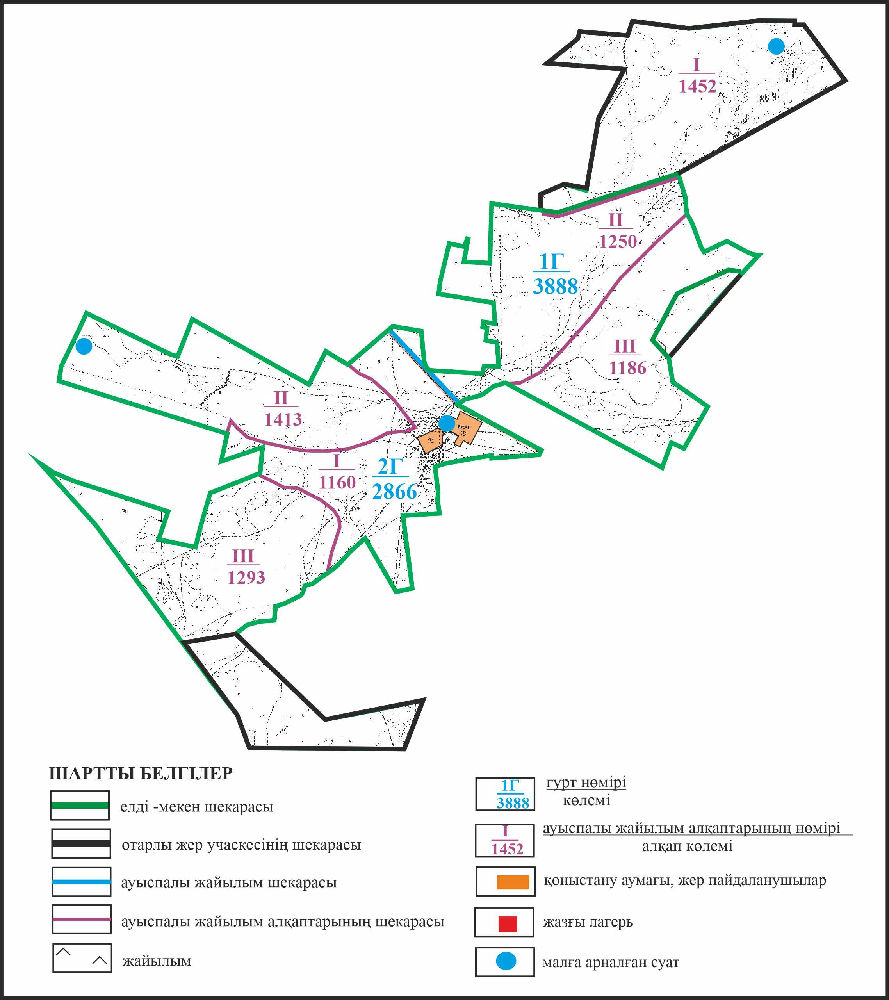 I
1452
II
1250
1Г
3888
III
1186
II
1413
I
1160
2Г
2866
III
1293
ШАРТТЫ БЕЛГІЛЕР
елді -мекен шекарасы
отарлы жер учаскесінің шекарасы
ауыспалы жайылым шекарасы
ауыспалы жайылым алқаптарының шекарасы
жайылым
1Г
3888
гурт нөмірі
көлемі
I
1452
ауыспалы жайылым алқаптарының нөмірі
алқап көлемі
қоныстану аумағы, жер пайдаланушылар
жазғы лагерь
малға арналған суат